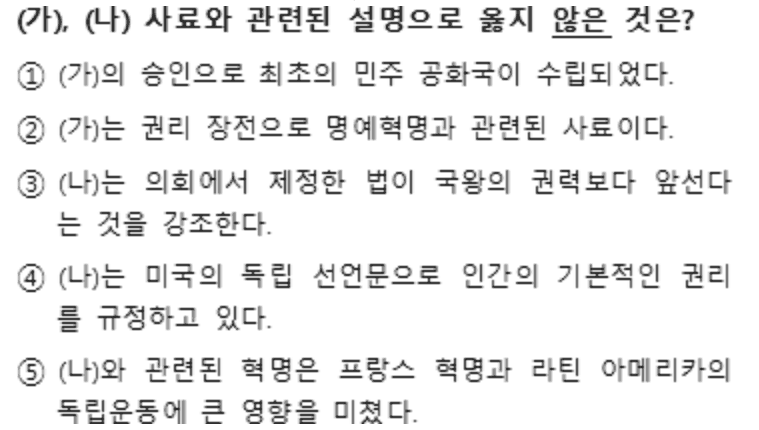 (가), (나) 사료와 관련된 설명으로 옳지 않은 것은?
① (가)의 승인으로 최초의 민주 공화국이 수립되었다.
② (가)는 권리 장전으로 명예혁명과 관련된 사료이다.
③ (나)는 의회에서 제정한 법이 국왕의 권력보다 앞선다
는 것을 강조한다.
④ (나)는 미국의 독립 선언문으로 인간의 기본적인 권리
를 규정하고 있다.
⑤ (나)와 관련된 혁명은 프랑스 혁명과 라틴 아메리카의
독립운동에 큰 영향을 미쳤다.